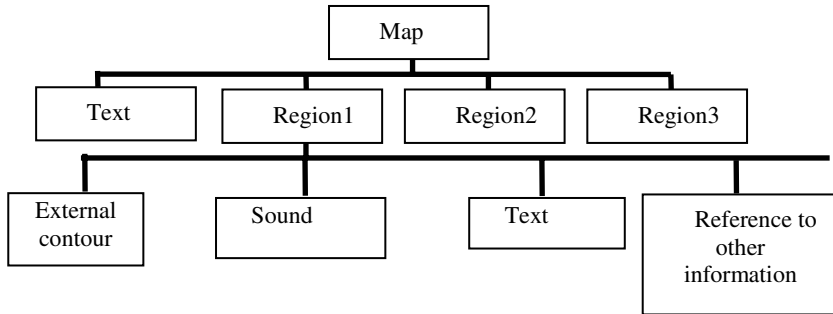 Map
Text
Region1
Region2
Region3
External
contour
Sound
Text
Reference to
other
information